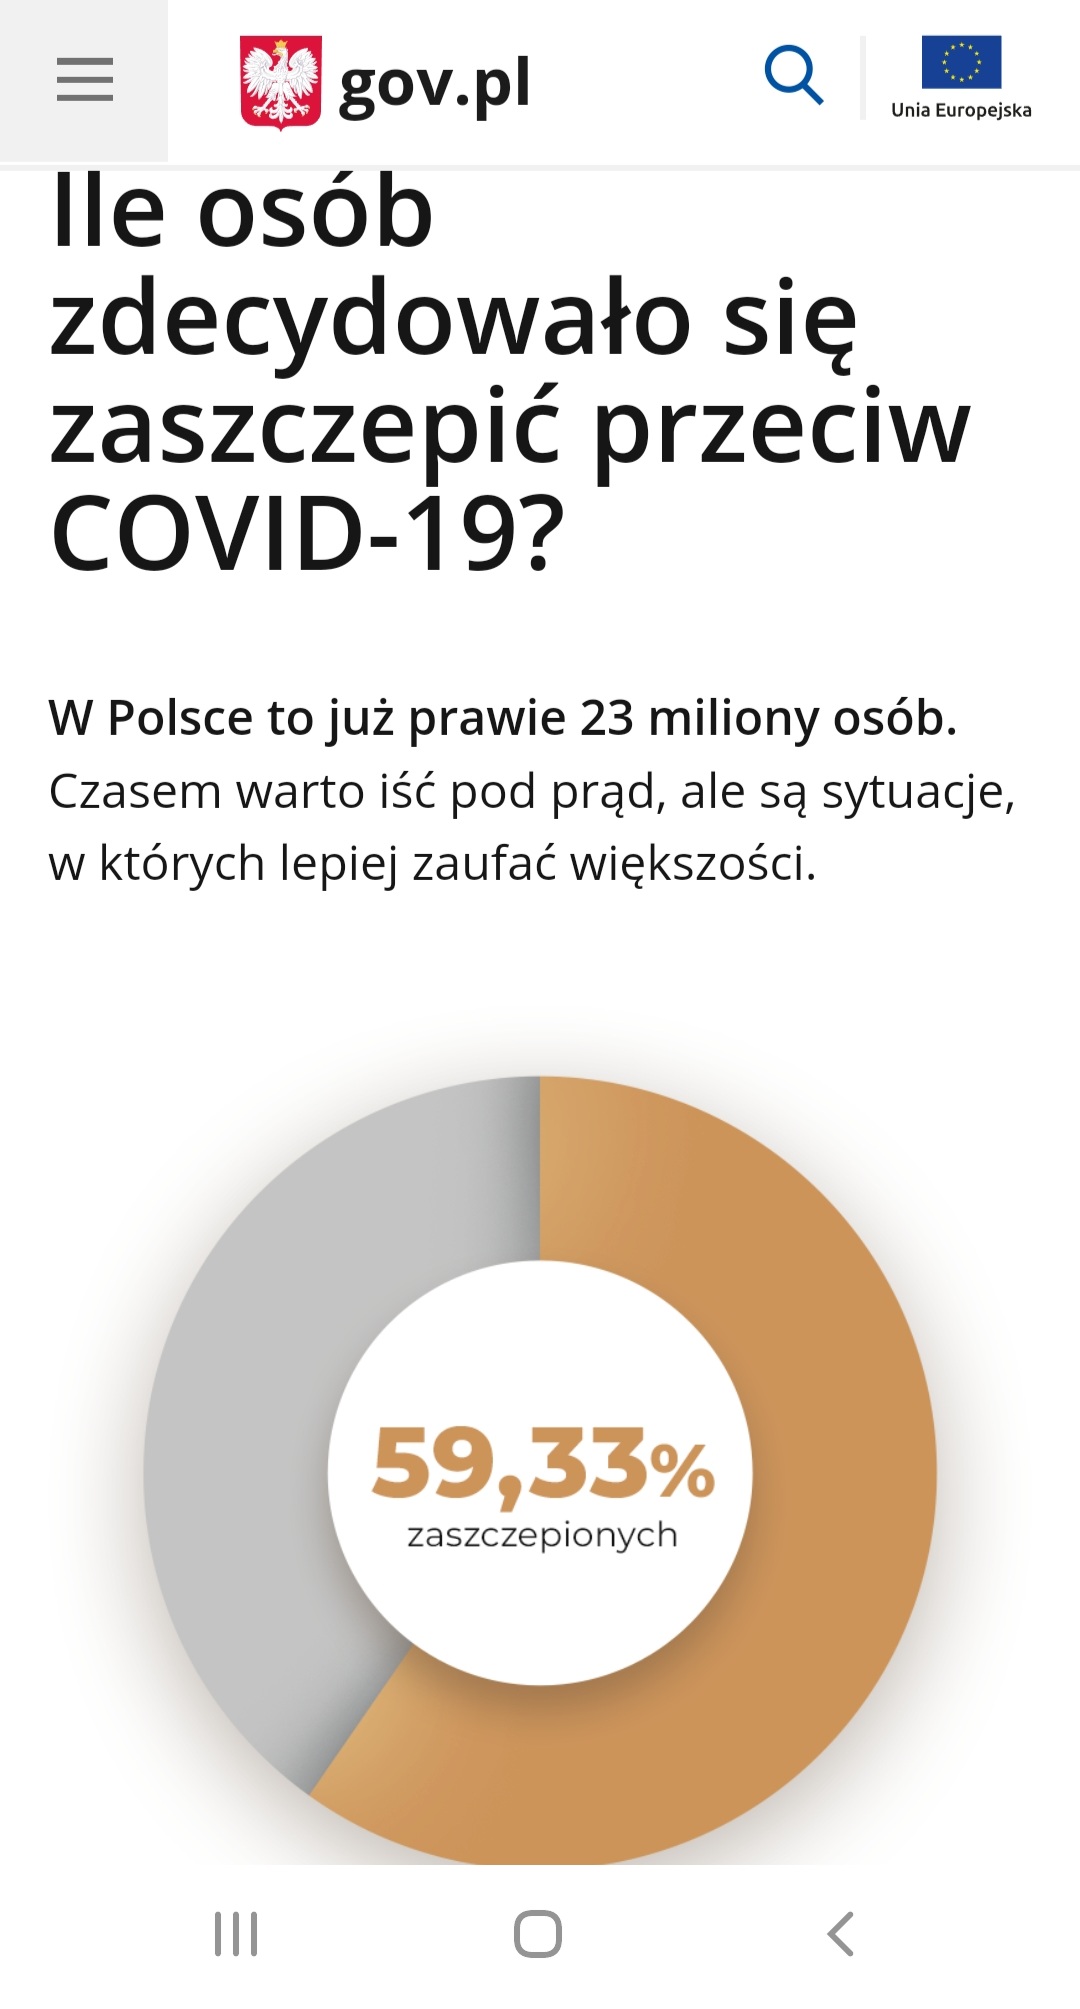 gov.pl
Unia Europejska
Ile osób
zdecydowało się
zaszczepić przeciw
COVID-19?
W Polsce to już prawie 23 miliony osób.
Czasem warto iść pod prąd, ale są sytuacje,
w których lepiej zaufać większości.
59,33%
zaszczepionych